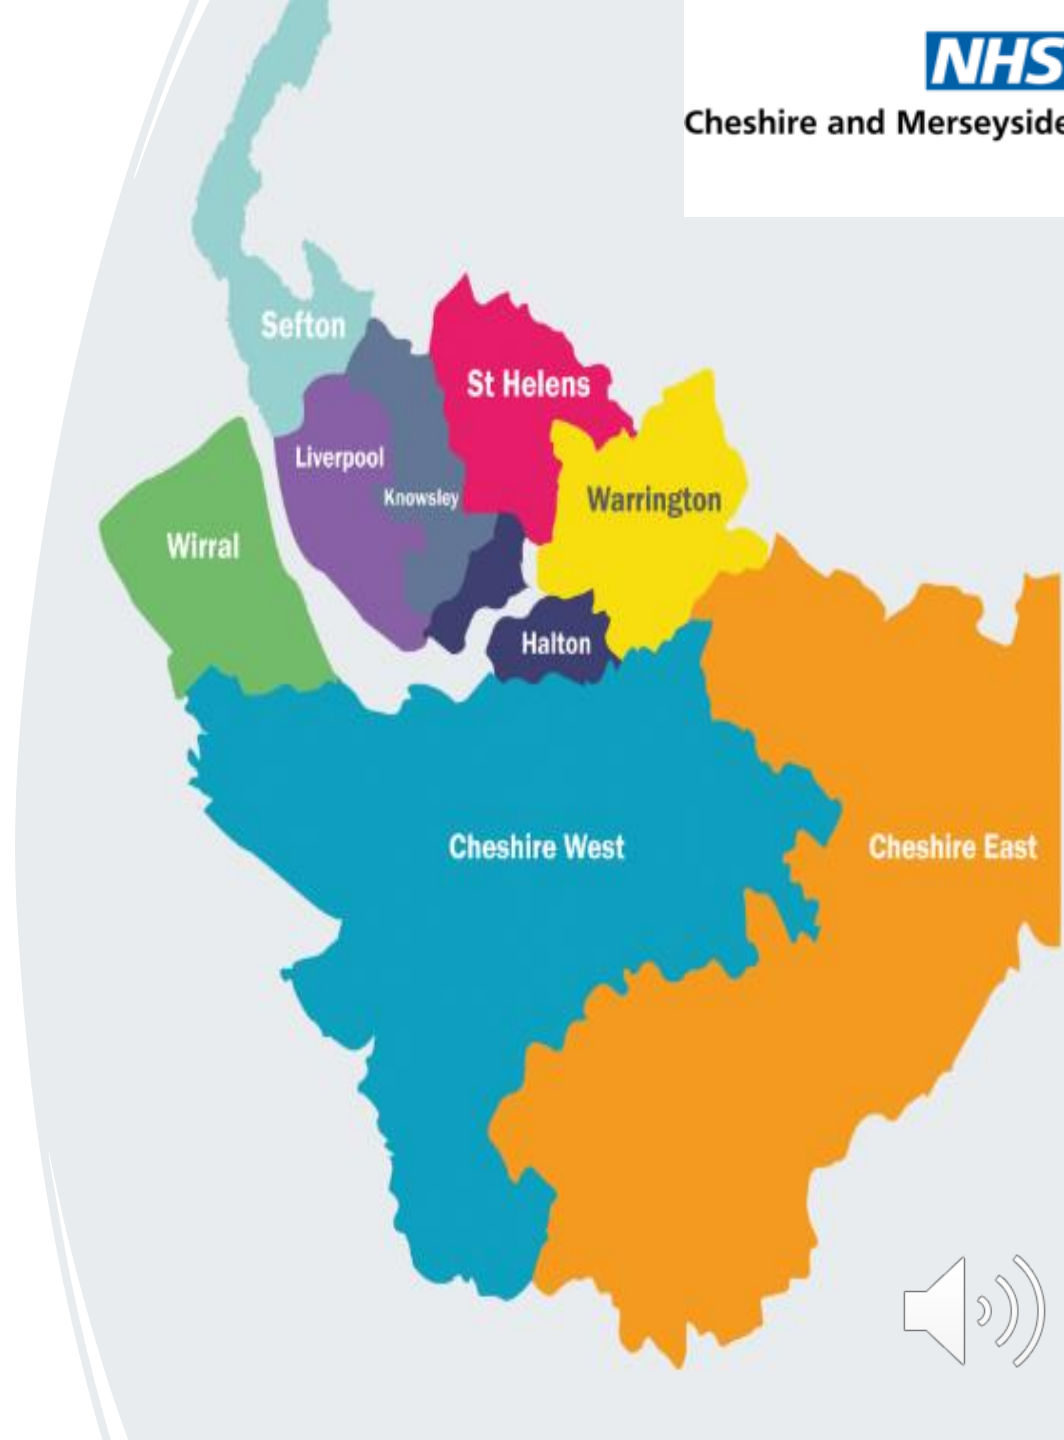 NHS
Cheshire and Merseyside
Sefton
St Helens
Liverpool
Knowsley
Warrington
Wirral
Halton
Cheshire West
Cheshire East